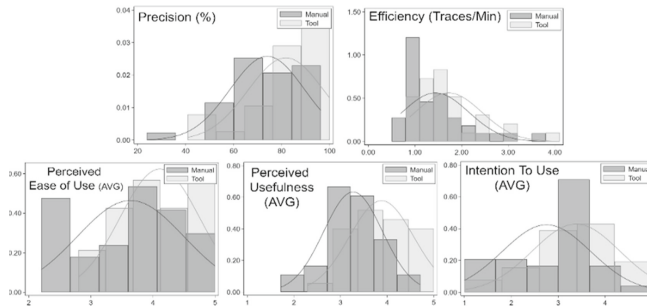 Precision (%)
Manual
Tool
0.04
0.03
0.02
0.01
0.00
20 40 60 80 100
Efficiency (Traces/Min)
Manual
Tool
1.00
0.50
0.00
0.00 1.00 2.00 3.00 4.00
Perceived
Ease of Use (AVG)
Manual
Tool
0.40
0.20
0.00
2 3 4 5
Perceived
Usefulness
(AVG)
Manual
Tool
0.80
0.60
0.40
0.20
0.00
1 2 3 4 5
Intention To Use
(AVG)
Manual
Tool
0.80
0.60
0.40
0.20
0.00
1 2 3 4